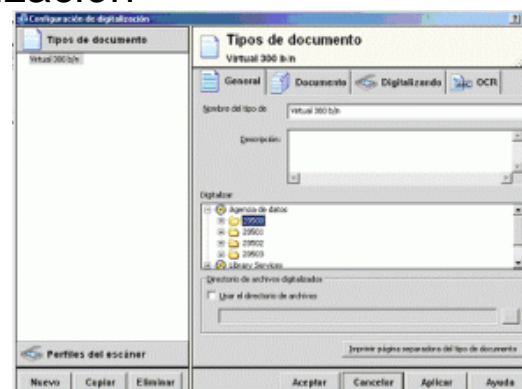 Configuración de digitalización
Tipos de documento
Virtual 300 b/n
Perfiles del escáner
Nuevo Copiar Eliminar
Tipos de documento
Virtual 300 b/n
General Documento Digitalizando OCR
Nombre del tipo de
Virtual 300 b/n
Descripción:
Digitalizar
Agencia de datos
29500
29501
29502
29503
Library Services
Directorio de archivos digitalizados
Usar el directorio de archivos
Imprimir página separadora del tipo de documento
Aceptar Cancelar Aplicar Ayuda